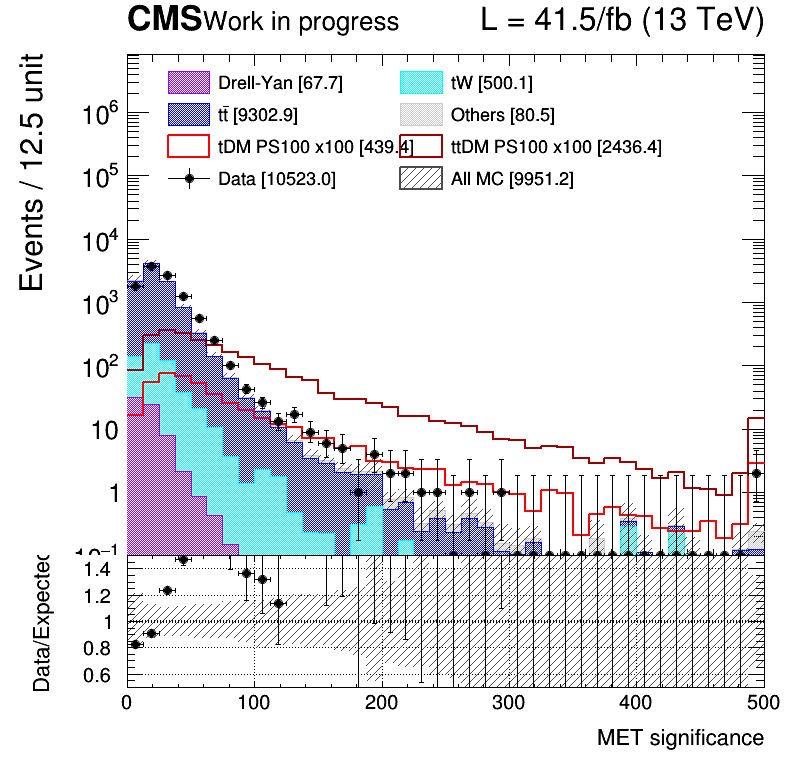 CMS Work in progress L = 41.5/fb (13 TeV)
Events / 12.5 unit
Drell-Yan [67.7] tW [500.1]
tt̄ [9302.9] Others [80.5]
tDM PS100 x100 [439.4] ttDM PS100 x100 [2436.4]
Data [10523.0] All MC [9951.2]
10⁶
10⁵
10⁴
10³
10²
10
1
10⁻¹
Data/Expected
1.4
1.2
1
0.8
0.6
0 100 200 300 400 500
MET significance